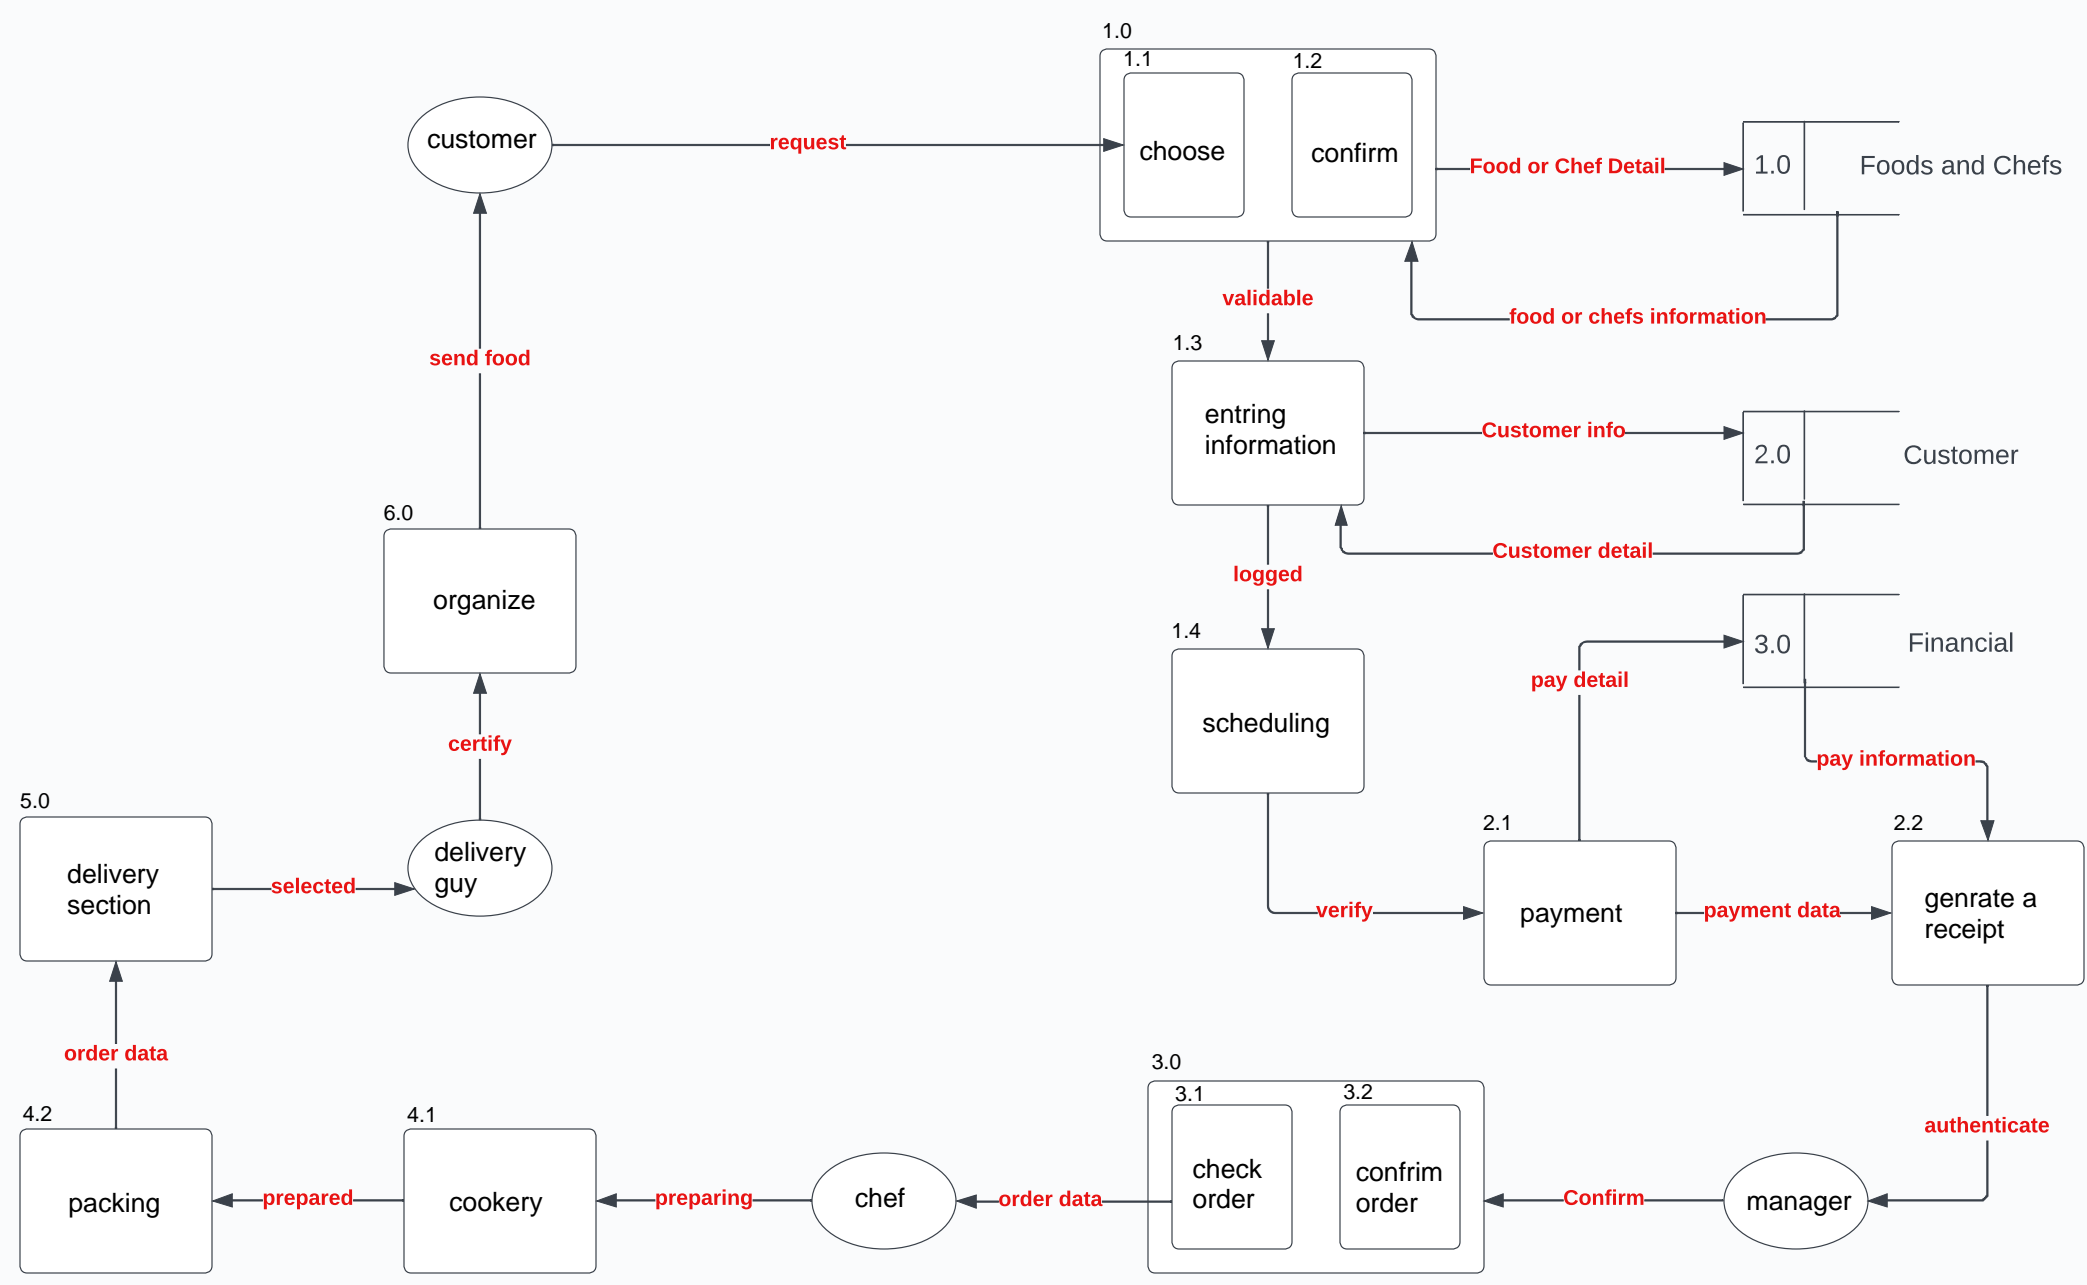 1.0
1.1
1.2
customer
request
choose
confirm
Food or Chef Detail
1.0
Foods and Chefs
validable
food or chefs information
send food
1.3
entring
information
Customer info
2.0
Customer
6.0
organize
Customer detail
logged
1.4
scheduling
3.0
Financial
pay detail
certify
pay information
5.0
delivery
section
selected
delivery
guy
2.1
2.2
verify
payment
payment data
genrate a
receipt
order data
3.0
3.1
3.2
4.2
4.1
authenticate
packing
prepared
cookery
preparing
chef
order data
check
order
confrim
order
Confirm
manager